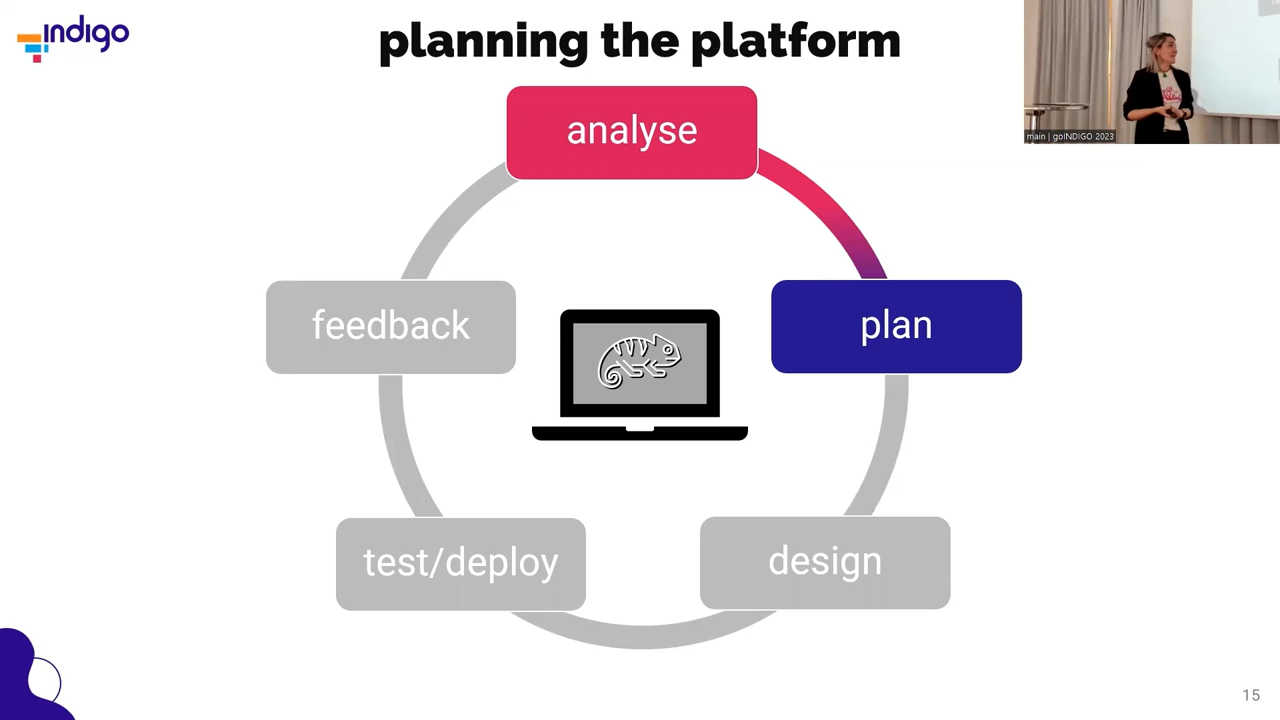 indigo
planning the platform
main | goINDIGO 2023
analyse
feedback
plan
test/deploy
design
15